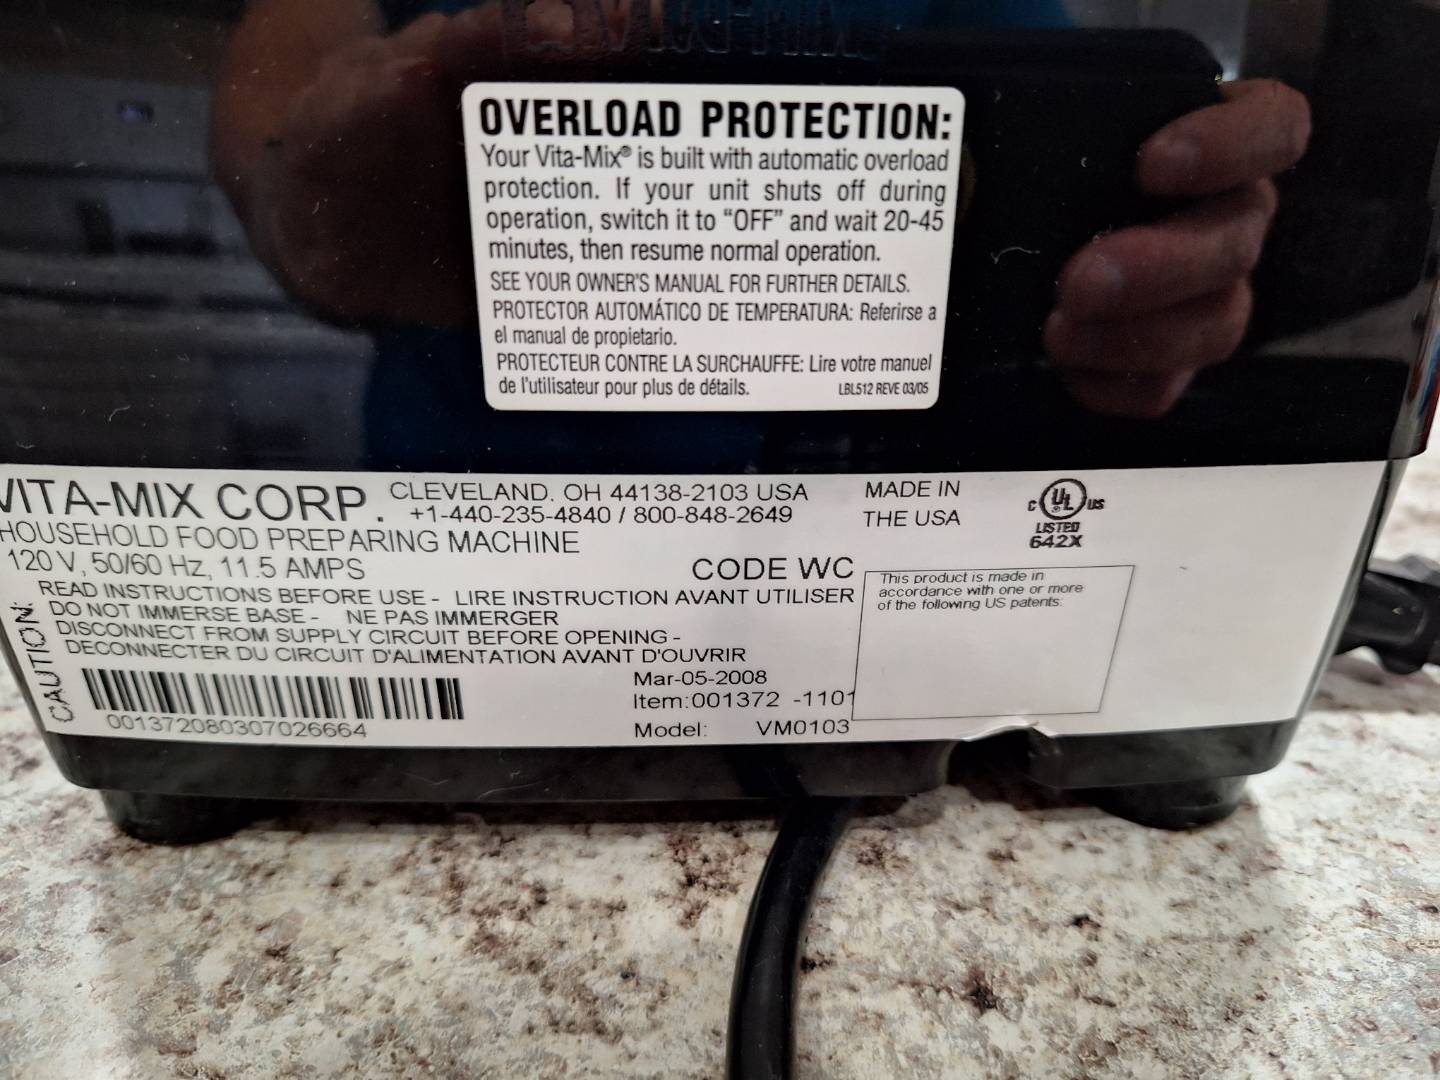 VITA-MIX
OVERLOAD PROTECTION:
Your Vita-Mix® is built with automatic overload
protection. If your unit shuts off during
operation, switch it to “OFF” and wait 20-45
minutes, then resume normal operation.
SEE YOUR OWNER'S MANUAL FOR FURTHER DETAILS.
PROTECTOR AUTOMÁTICO DE TEMPERATURA: Referirse a
el manual de propietario.
PROTECTEUR CONTRE LA SURCHAUFFE: Lire votre manuel
de l'utilisateur pour plus de détails.
LBL512 REVE 03/05
VITA-MIX CORP.
CLEVELAND, OH 44138-2103 USA
+1-440-235-4840 / 800-848-2649
MADE IN
THE USA
C UL ® US
LISTED
642X
HOUSEHOLD FOOD PREPARING MACHINE
120 V, 50/60 Hz, 11.5 AMPS
CODE WC
CAUTION:
READ INSTRUCTIONS BEFORE USE - LIRE INSTRUCTION AVANT UTILISER
DO NOT IMMERSE BASE - NE PAS IMMERGER
DISCONNECT FROM SUPPLY CIRCUIT BEFORE OPENING -
DECONNECTER DU CIRCUIT D'ALIMENTATION AVANT D'OUVRIR
This product is made in
accordance with one or more
of the following US patents:
Mar-05-2008
Item:001372 -1101
Model: VM0103
001372080307026664